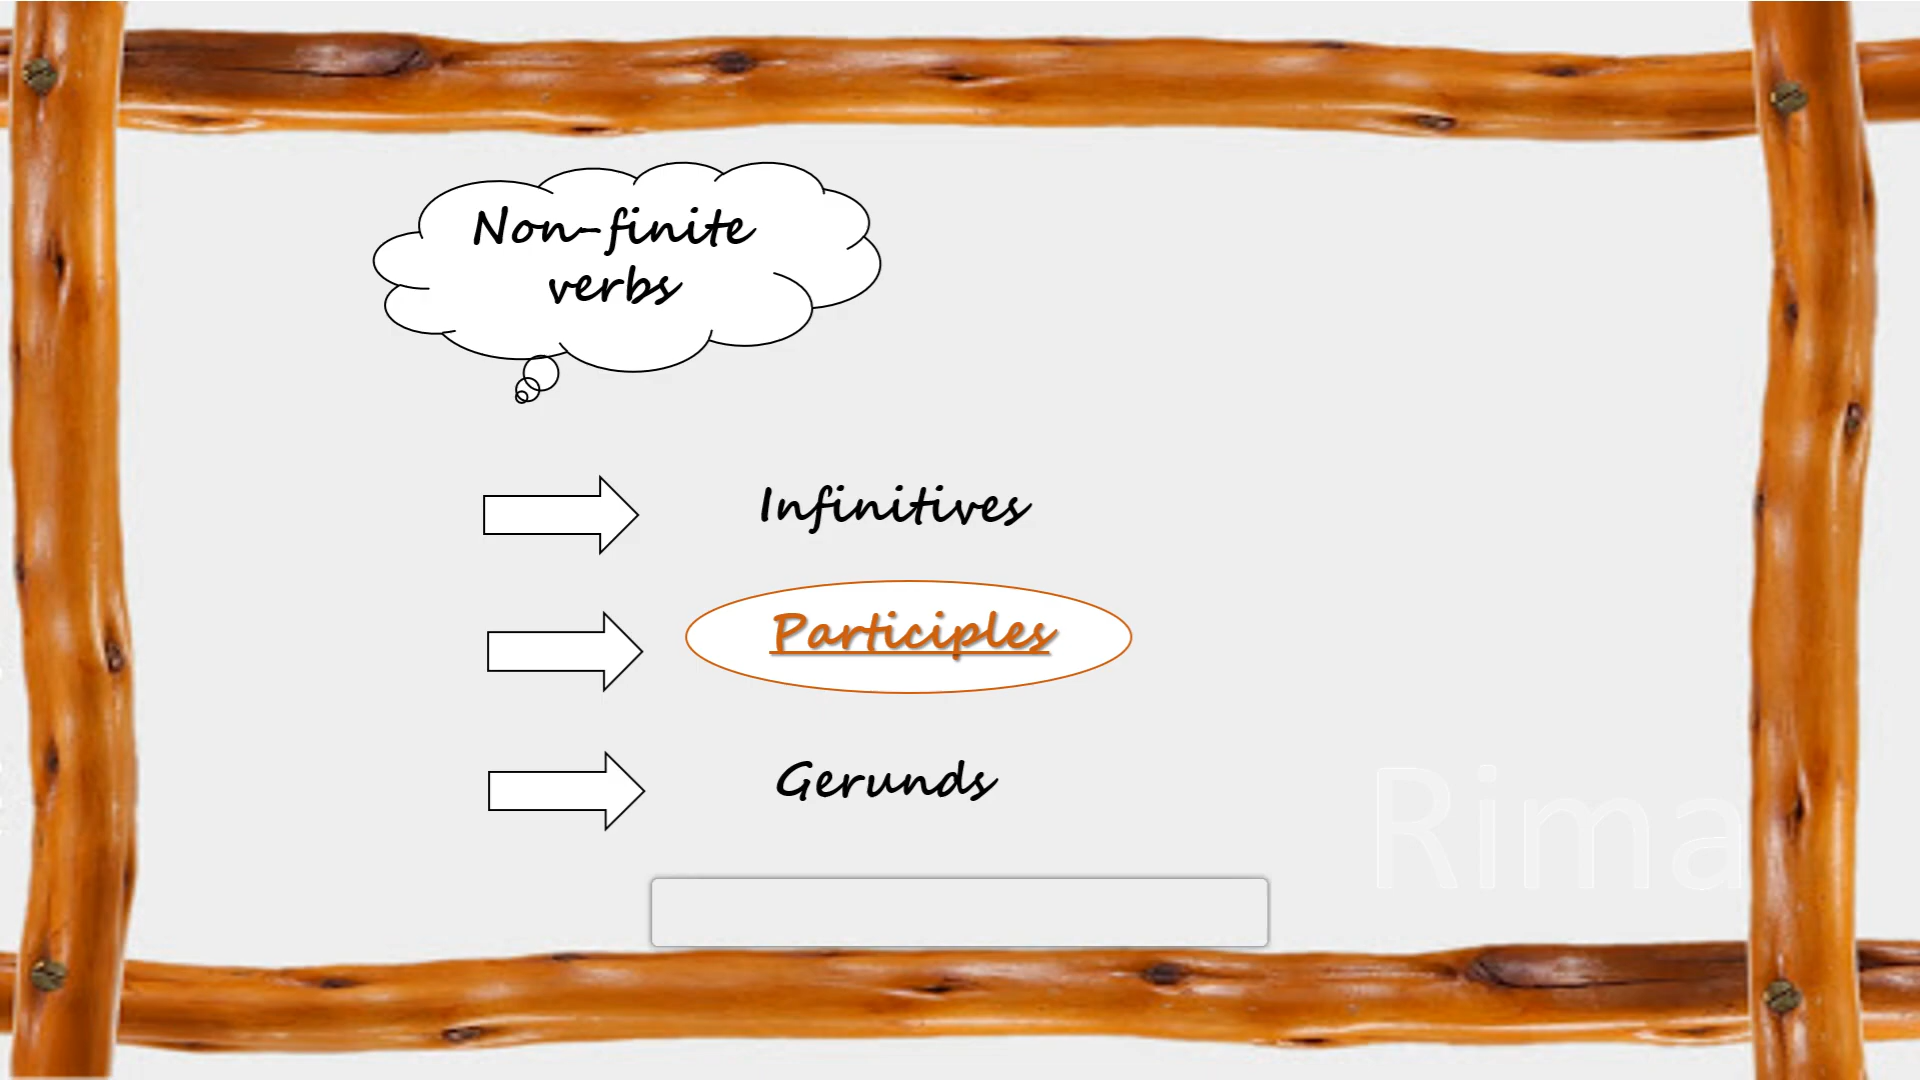 Non-finite
verbs
Infinitives
Participles
Gerunds
Rima